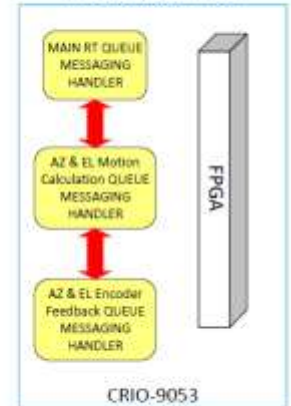 MAIN RT QUEUE
MESSAGING
HANDLER
AZ & EL Motion
Calculation QUEUE
MESSAGING
HANDLER
AZ & EL Encoder
Feedback QUEUE
MESSAGING
HANDLER
FPGA
CRIO-9053